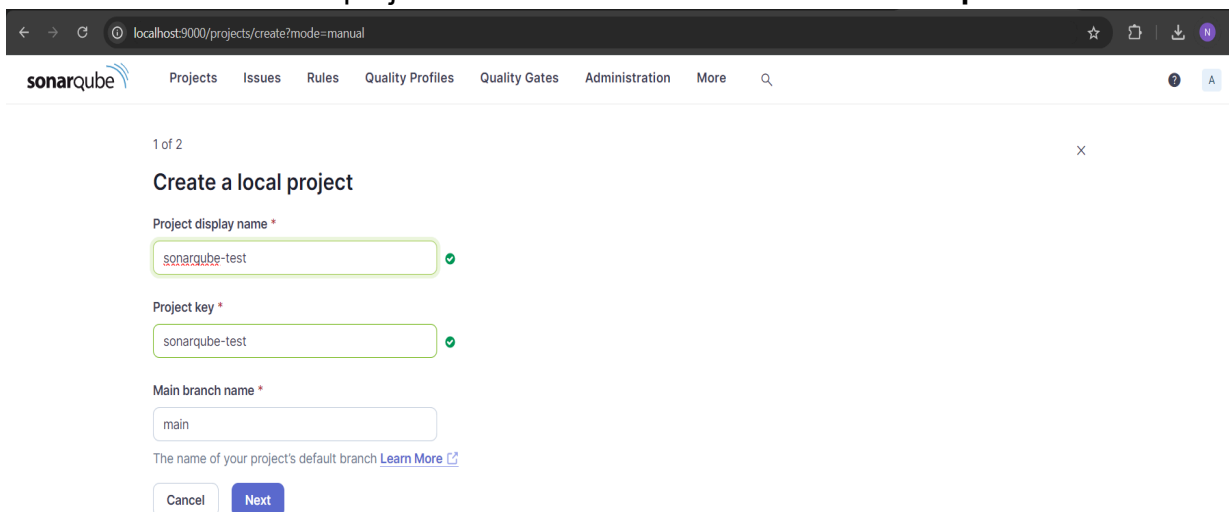 localhost:9000/projects/create?mode=manual
N
sonarqube Projects Issues Rules Quality Profiles Quality Gates Administration More ? A
1 of 2
Create a local project
Project display name *
sonarqube-test
Project key *
sonarqube-test
Main branch name *
main
The name of your project's default branch Learn More
Cancel Next